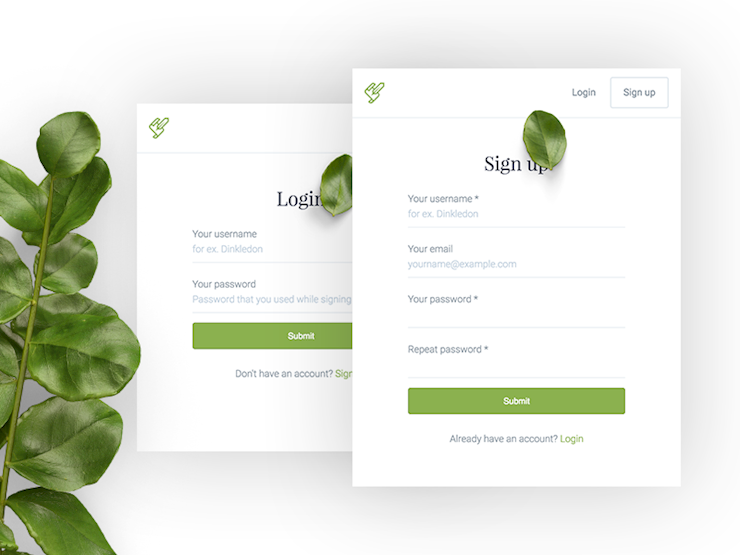 Login
Your username
for ex. Dinkledon
Your password
Password that you used while signing
Submit
Don't have an account? Sign
Login
Sign up
Sign up
Your username *
for ex. Dinkledon
Your email
yourname@example.com
Your password *
Repeat password *
Submit
Already have an account? Login